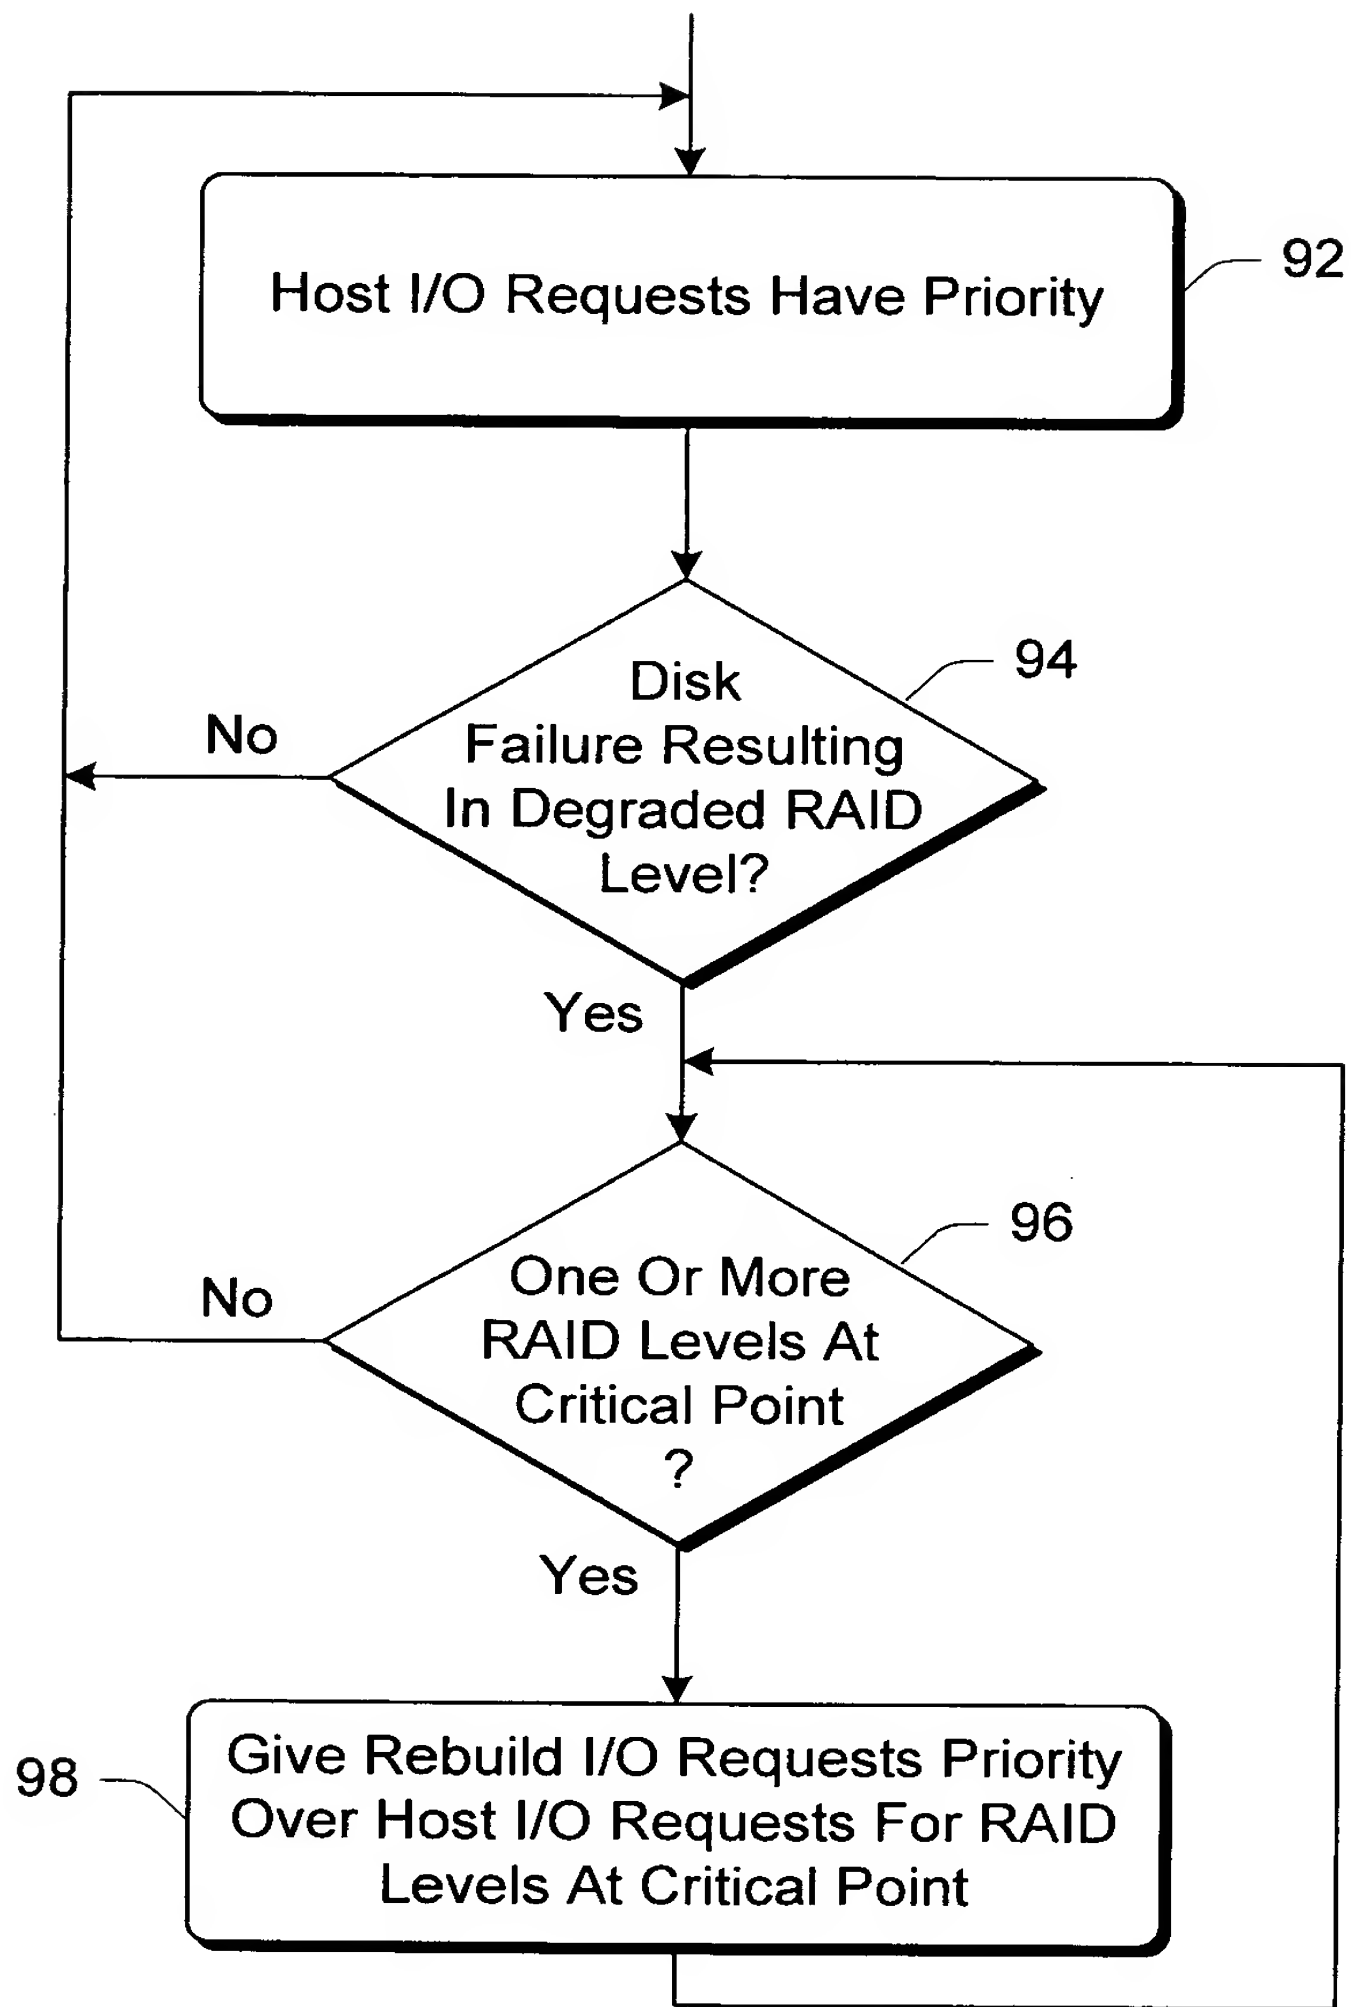 Host I/O Requests Have Priority
92
Disk
Failure Resulting
In Degraded RAID
Level?
94
No
Yes
One Or More
RAID Levels At
Critical Point
?
96
No
Yes
Give Rebuild I/O Requests Priority
Over Host I/O Requests For RAID
Levels At Critical Point
98